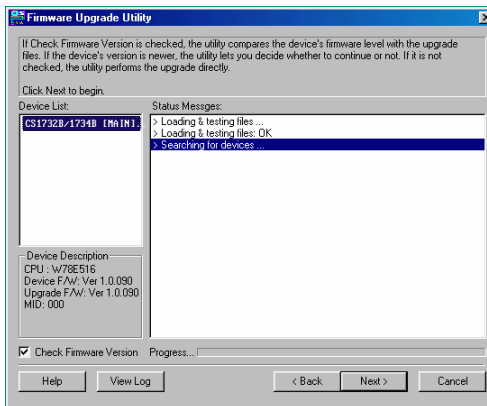 Firmware Upgrade Utility
If Check Firmware Version is checked, the utility compares the device's firmware level with the upgrade
files. If the device's version is newer, the utility lets you decide whether to continue or not. If it is not
checked, the utility performs the upgrade directly.
Click Next to begin.
Device List:
CS1732B/1734B [MAIN].
Status Messges:
> Loading & testing files ...
> Loading & testing files: OK
> Searching for devices ...
Device Description
CPU : W78E516
Device F/W: Ver 1.0.090
Upgrade F/W: Ver 1.0.090
MID: 000
Check Firmware Version
Progress...
Help
View Log
< Back
Next >
Cancel